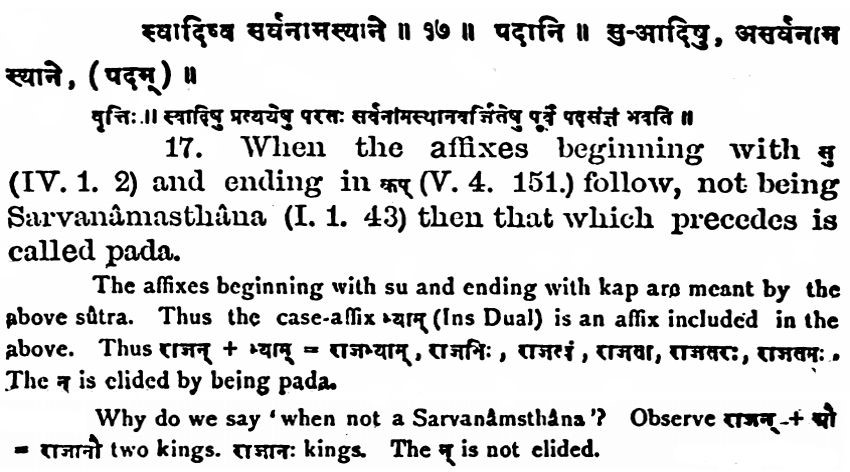 स्वादिष्व सर्वनामस्थाने ॥ १७ ॥ पदानि ॥ सु-आदिषु, असर्वनाम
स्थाने, (पदम्) ॥
वृत्तिः ॥ स्वादिषु प्रत्ययेषु परतः सर्वनामस्थानवर्जितेषु पूर्वं पदसंज्ञं भवति ॥
17. When the affixes beginning with सु
(IV. 1. 2) and ending in कप् (V. 4. 151.) follow, not being
Sarvanâmasthâna (I. 1. 43) then that which precedes is
called pada.
The affixes beginning with su and ending with kap are meant by the
above sûtra. Thus the case-affix भ्याम् (Ins Dual) is an affix included in the
above. Thus राजन् + भ्याम् = राजभ्याम्, राजभिः, राजत्वं, राजता, राजतरः, राजतमः.
The न् is elided by being pada.
Why do we say ‘when not a Sarvanâmsthâna’? Observe राजन् + औ
= राजानौ two kings. राजानः kings. The न् is not elided.